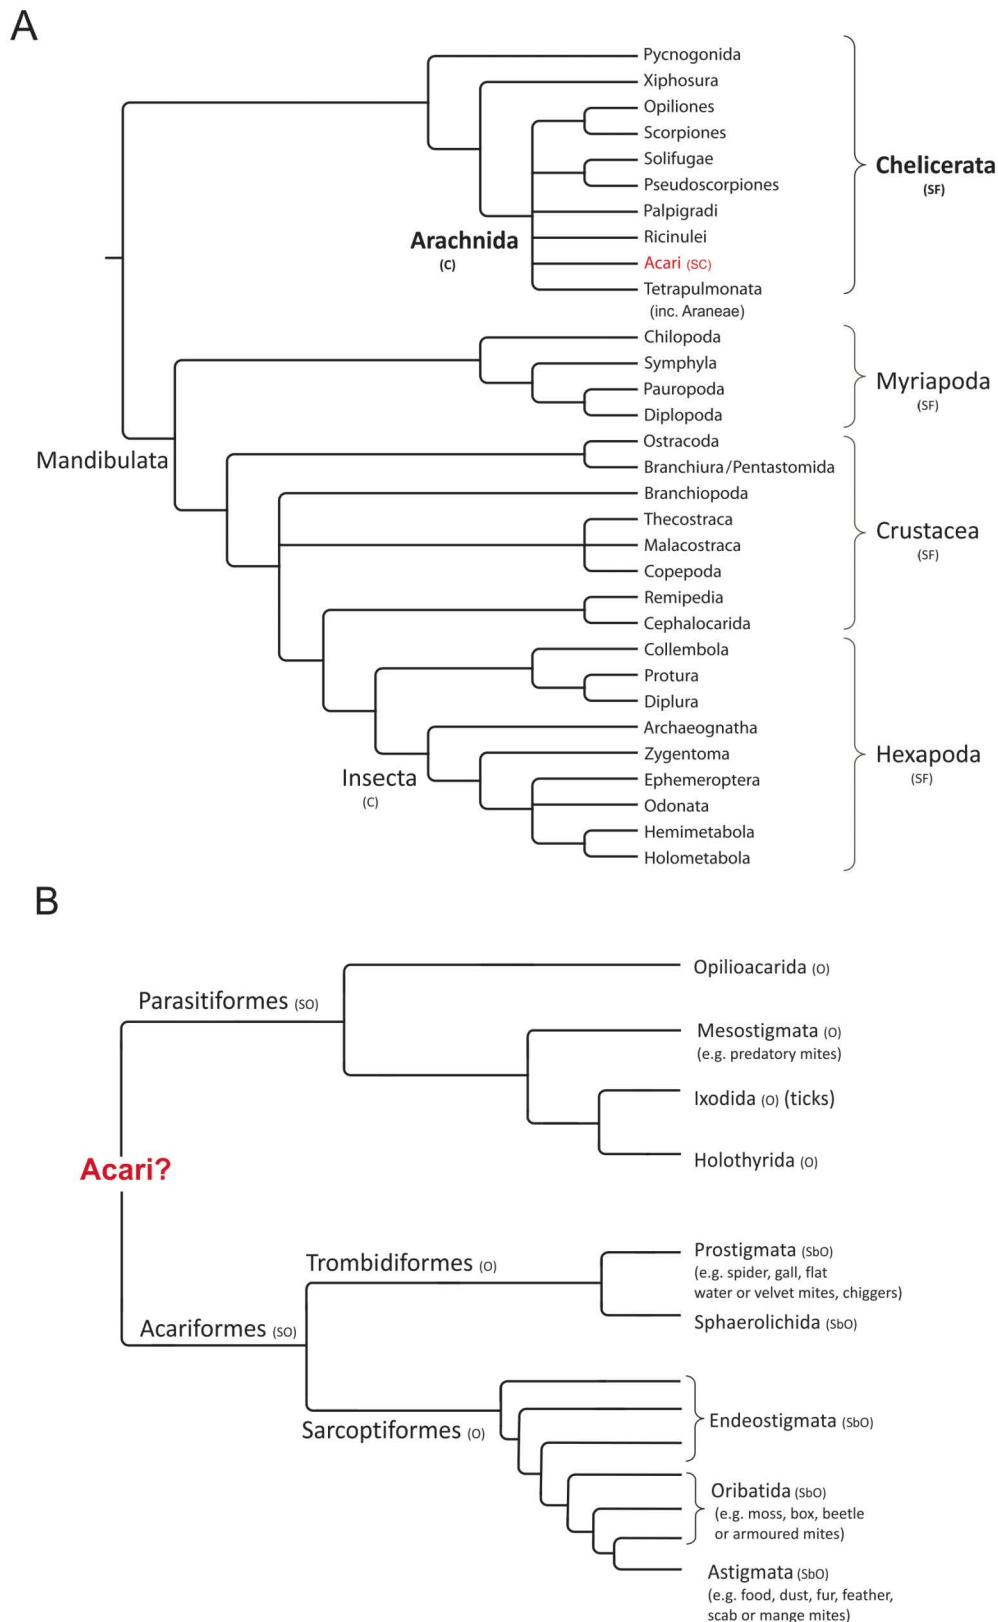 A
Pycnogonida
Xiphosura
Opiliones
Scorpiones
Solifugae
Pseudoscorpiones
Palpigradi
Ricinulei
Acari (SC)
Tetrapulmonata
(inc. Araneae)
Chelicerata
(SF)
Arachnida
(C)
Chilopoda
Symphyla
Pauropoda
Diplopoda
Myriapoda
(SF)
Mandibulata
Ostracoda
Branchiura/Pentastomida
Branchiopoda
Thecostraca
Malacostraca
Copepoda
Remipedia
Cephalocarida
Crustacea
(SF)
Collembola
Protura
Diplura
Archaeognatha
Zygentoma
Ephemeroptera
Odonata
Hemimetabola
Holometabola
Hexapoda
(SF)
Insecta
(C)
B
Parasitiformes (SO)
Opilioacarida (O)
Mesostigmata (O)
(e.g. predatory mites)
Ixodida (O) (ticks)
Holothyrida (O)
Acari?
Trombidiformes (O)
Prostigmata (SbO)
(e.g. spider, gall, flat
water or velvet mites, chiggers)
Sphaerolichida (SbO)
Acariformes (SO)
Sarcoptiformes (O)
Endeostigmata (SbO)
Oribatida (SbO)
(e.g. moss, box, beetle
or armoured mites)
Astigmata (SbO)
(e.g. food, dust, fur, feather,
scab or mange mites)